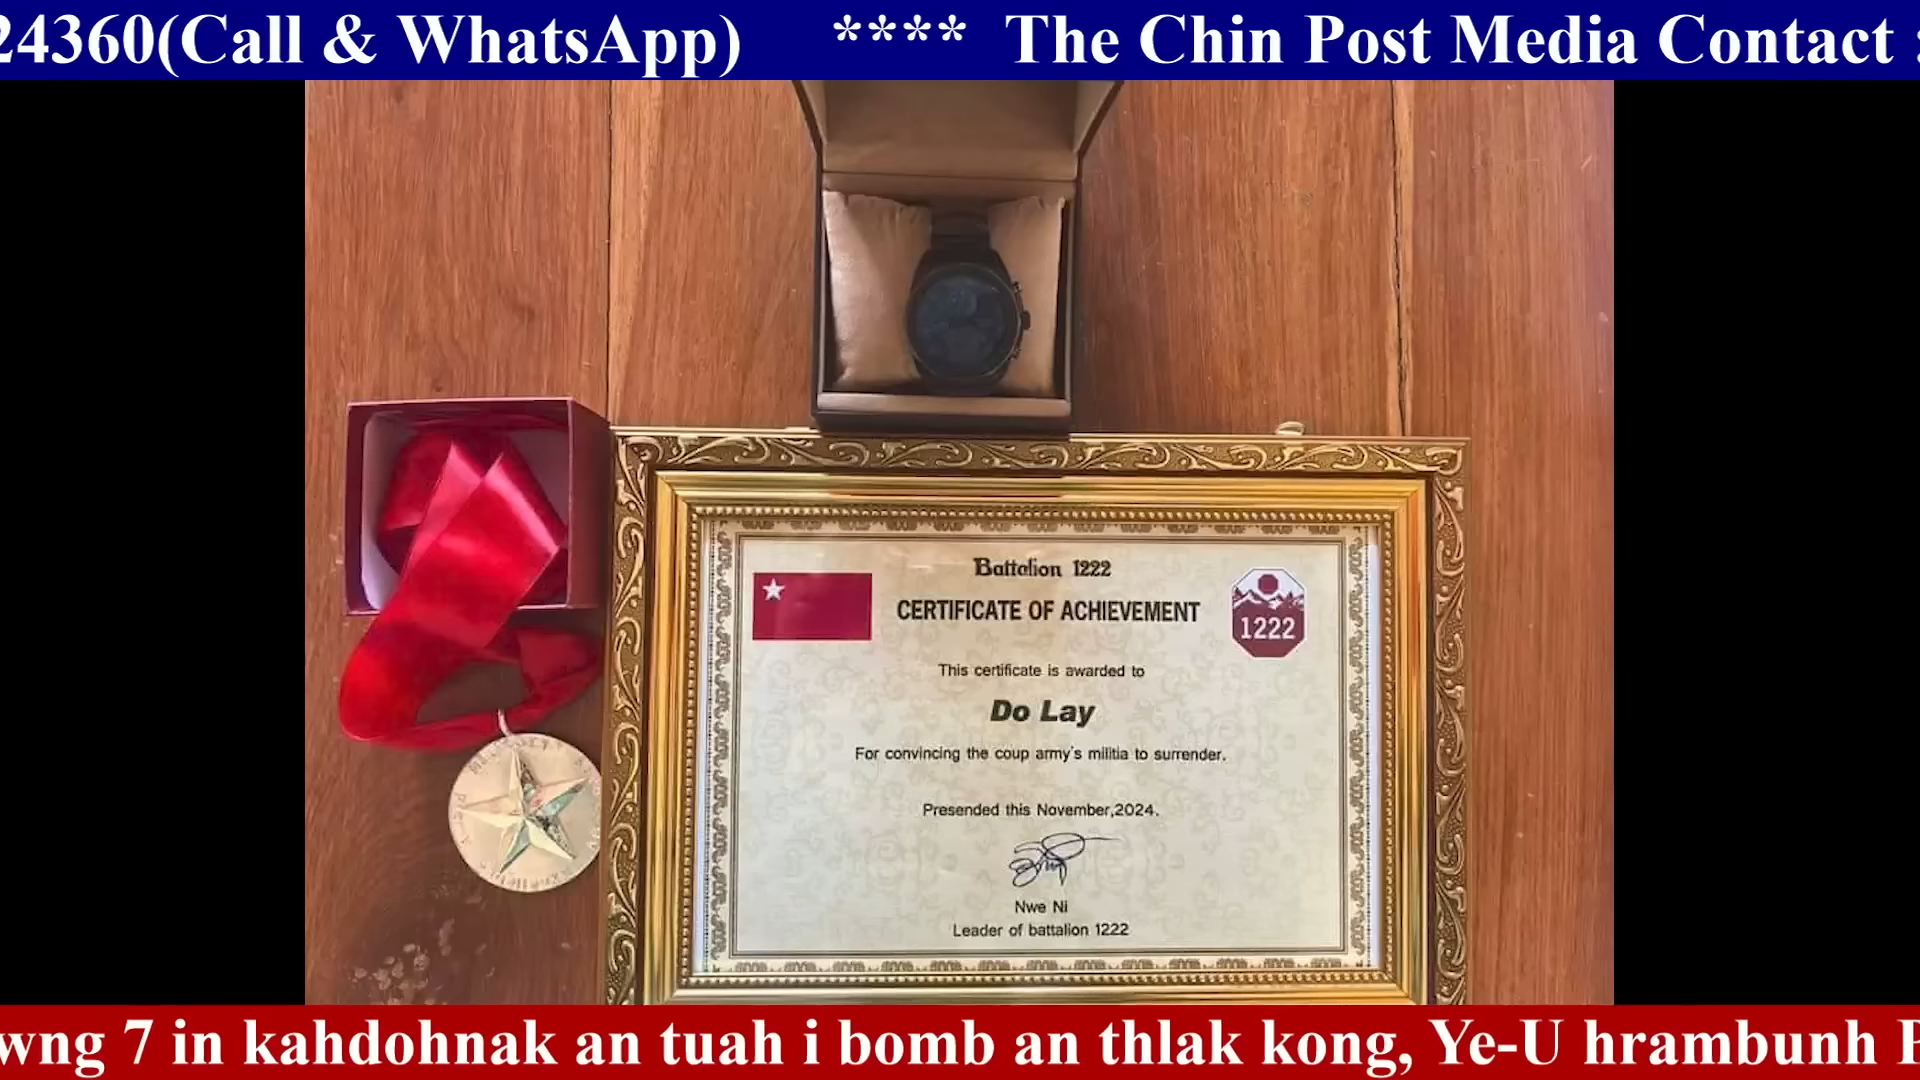 24360(Call & WhatsApp) **** The Chin Post Media Contact :
Battalion 1222
CERTIFICATE OF ACHIEVEMENT
1222
This certificate is awarded to
Do Lay
For convincing the coup army's militia to surrender.
Presended this November,2024.
Nwe Ni
Leader of battalion 1222
wng 7 in kahdohnak an tuah i bomb an thlak kong, Ye-U hrambunh P